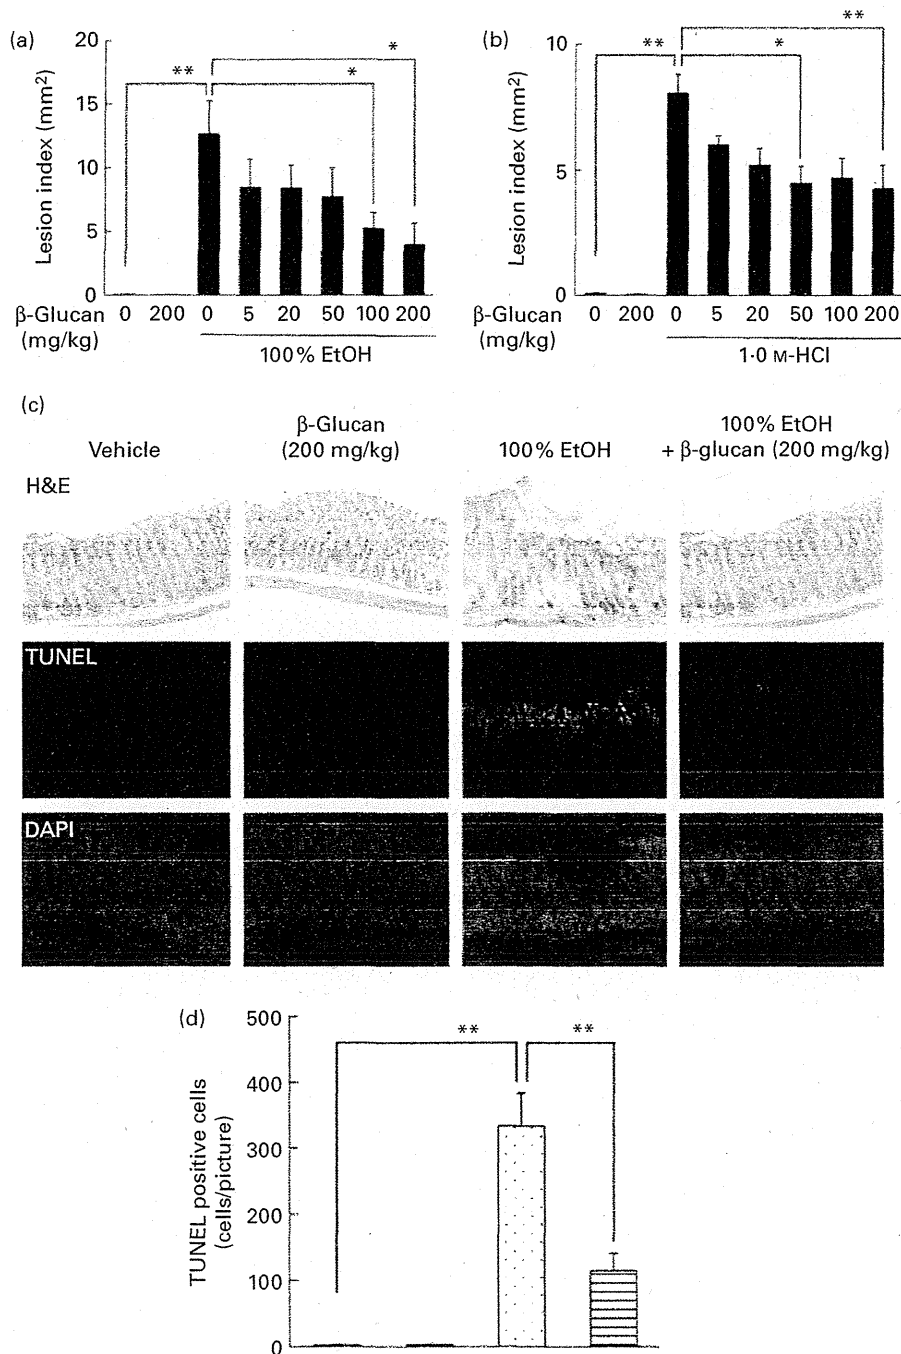 (a)
Lesion index (mm²)
20
15
10
5
0
**
*
*
β-Glucan
(mg/kg)
0 200 0 5 20 50 100 200
100% EtOH
(b)
Lesion index (mm²)
10
5
0
**
*
**
β-Glucan
(mg/kg)
0 200 0 5 20 50 100 200
1·0 M-HCl
(c)
Vehicle
β-Glucan
(200 mg/kg)
100% EtOH
100% EtOH
+ β-glucan (200 mg/kg)
H&E
TUNEL
DAPI
(d)
TUNEL positive cells
(cells/picture)
500
400
300
200
100
0
**
**